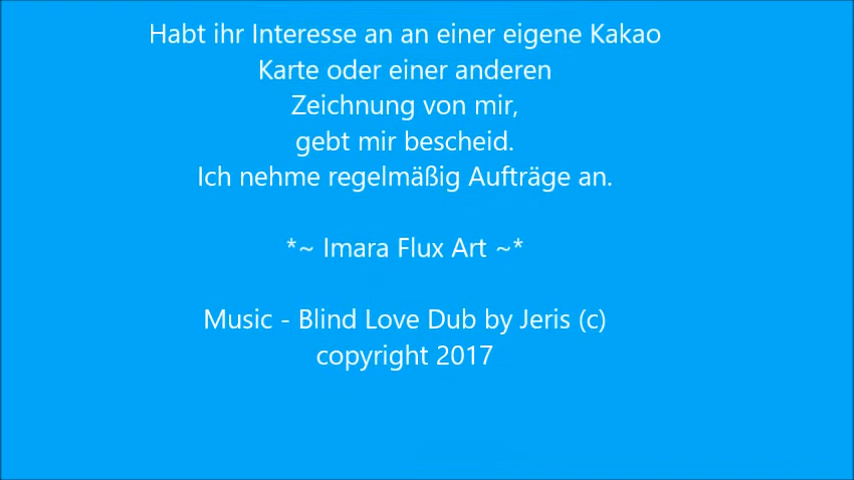 Habt ihr Interesse an an einer eigene Kakao
Karte oder einer anderen
Zeichnung von mir,
gebt mir bescheid.
Ich nehme regelmäßig Aufträge an.
*~ Imara Flux Art ~*
Music - Blind Love Dub by Jeris (c)
copyright 2017